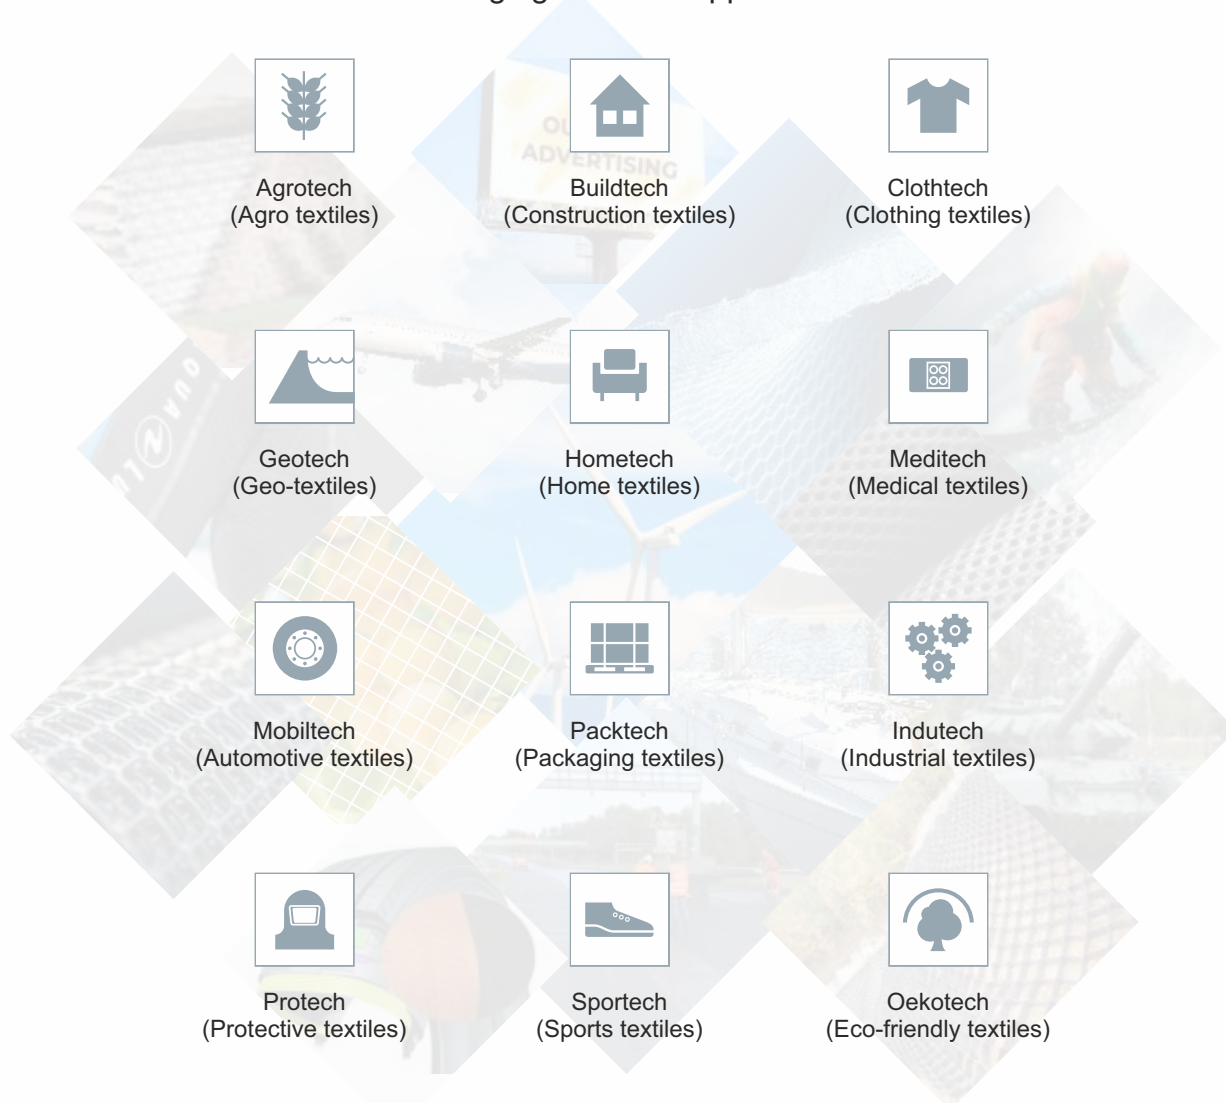 Agrotech
(Agro textiles)
Buildtech
(Construction textiles)
Clothtech
(Clothing textiles)
ADVERTISING
Geotech
(Geo-textiles)
Hometech
(Home textiles)
Meditech
(Medical textiles)
Mobiltech
(Automotive textiles)
Packtech
(Packaging textiles)
Indutech
(Industrial textiles)
Protech
(Protective textiles)
Sportech
(Sports textiles)
Oekotech
(Eco-friendly textiles)